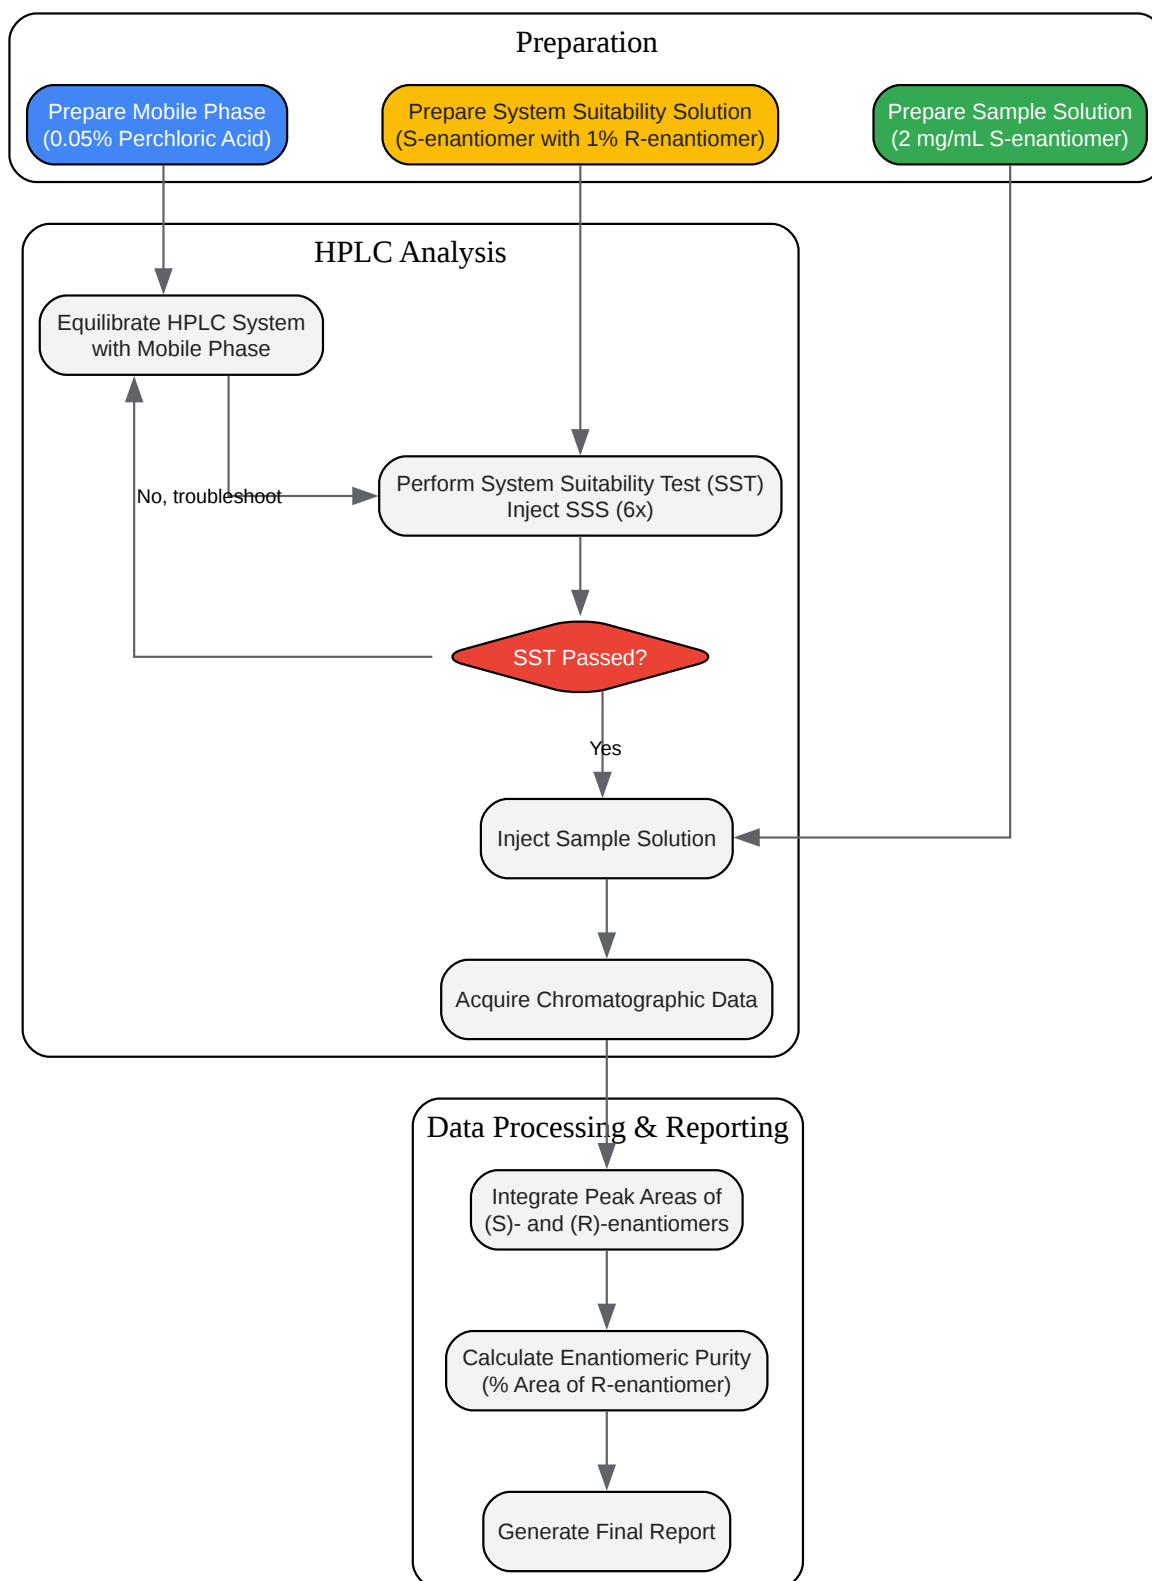 Preparation
Prepare Mobile Phase
(0.05% Perchloric Acid)
Prepare System Suitability Solution
(S-enantiomer with 1% R-enantiomer)
Prepare Sample Solution
(2 mg/mL S-enantiomer)
HPLC Analysis
Equilibrate HPLC System
with Mobile Phase
No, troubleshoot
Perform System Suitability Test (SST)
Inject SSS (6x)
SST Passed?
Yes
Inject Sample Solution
Acquire Chromatographic Data
Data Processing & Reporting
Integrate Peak Areas of
(S)- and (R)-enantiomers
Calculate Enantiomeric Purity
(% Area of R-enantiomer)
Generate Final Report